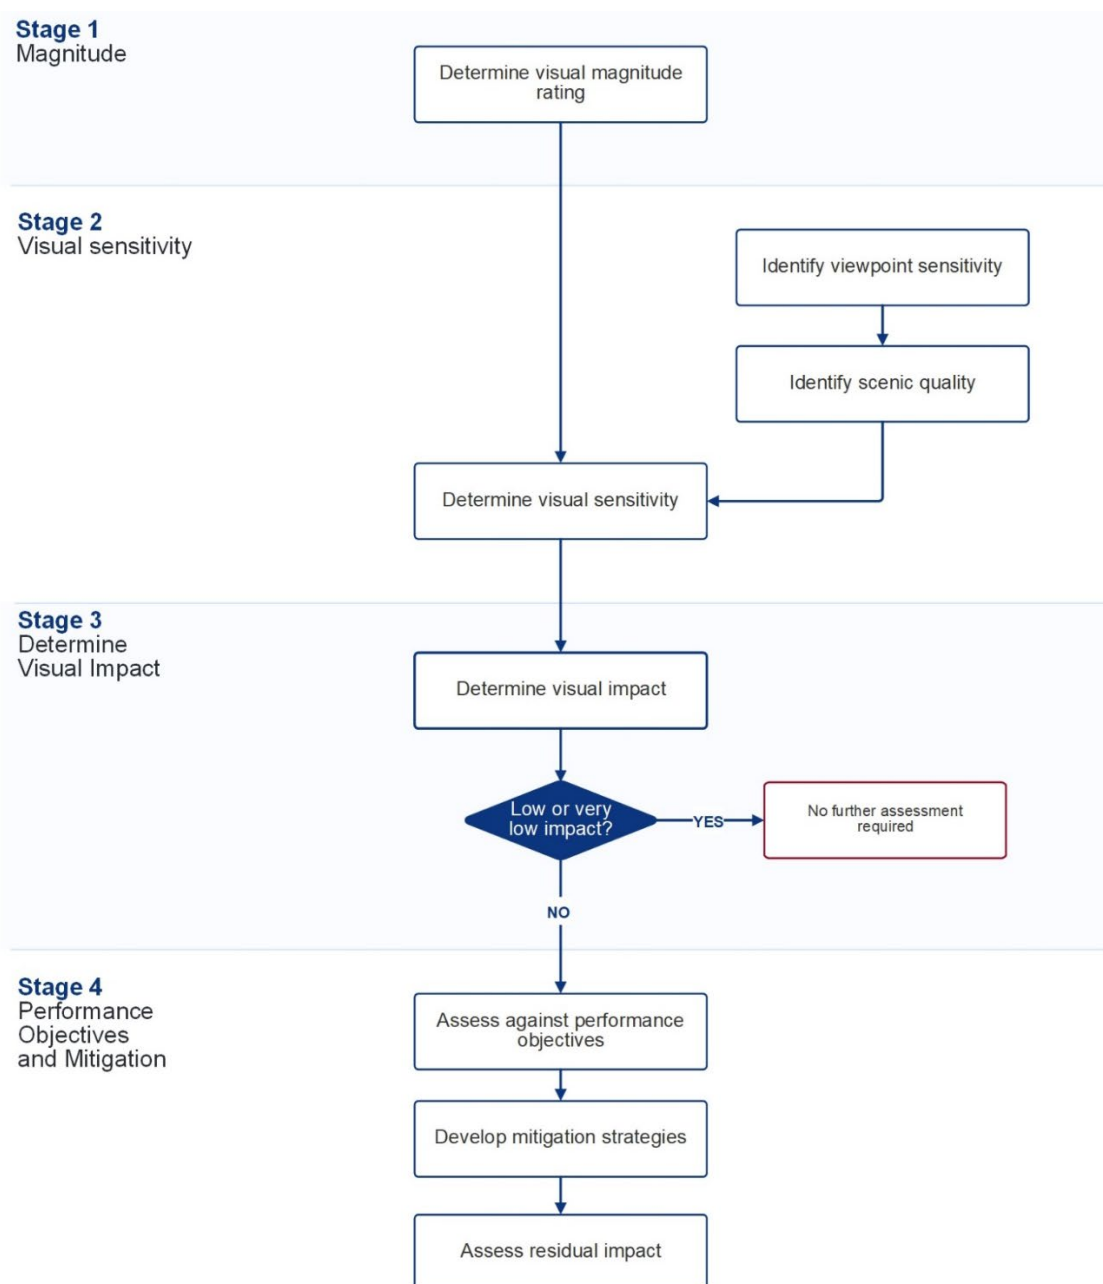 Stage 1
Magnitude
Determine visual magnitude
rating
Stage 2
Visual sensitivity
Identify viewpoint sensitivity
Identify scenic quality
Determine visual sensitivity
Stage 3
Determine
Visual Impact
Determine visual impact
Low or very
low impact?
YES
No further assessment
required
NO
Stage 4
Performance
Objectives
and Mitigation
Assess against performance
objectives
Develop mitigation strategies
Assess residual impact